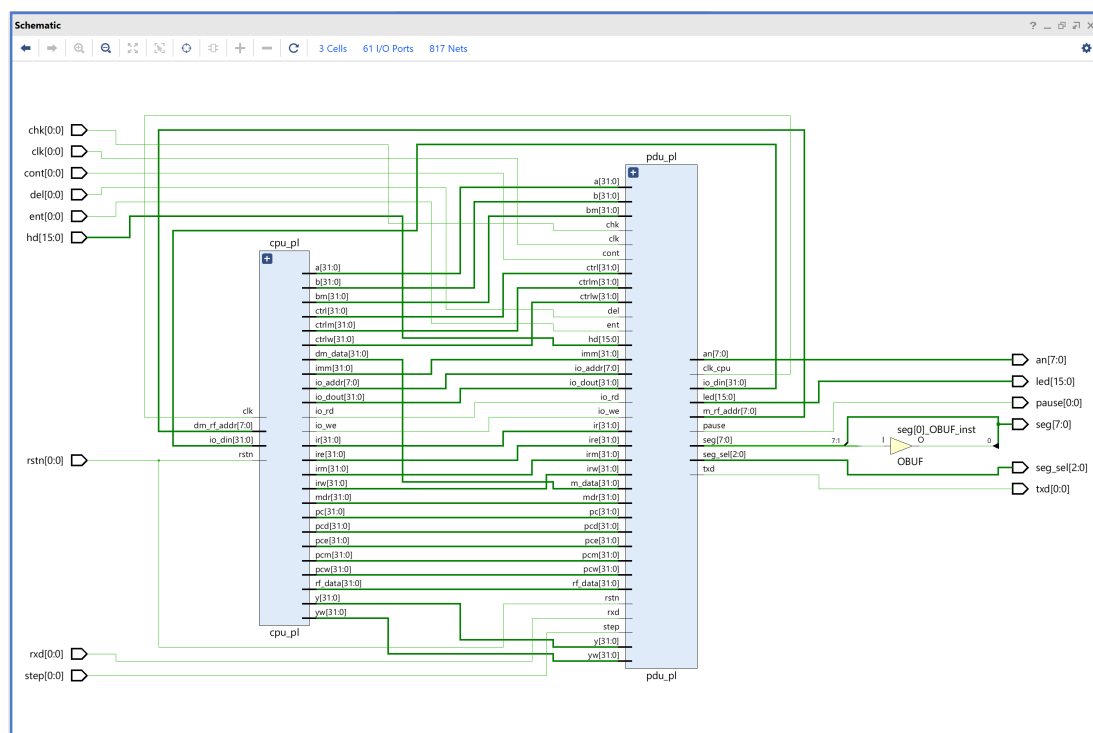 Schematic
3 Cells 61 I/O Ports 817 Nets
chk[0:0]
clk[0:0]
cont[0:0]
del[0:0]
ent[0:0]
hd[15:0]
rstn[0:0]
rxd[0:0]
step[0:0]
cpu_pl
clk
dm_rf_addr[7:0]
io_din[31:0]
rstn
a[31:0]
b[31:0]
bm[31:0]
ctrl[31:0]
ctrlm[31:0]
ctrlw[31:0]
dm_data[31:0]
imm[31:0]
io_addr[7:0]
io_dout[31:0]
io_rd
io_we
ir[31:0]
ire[31:0]
irm[31:0]
irw[31:0]
mdr[31:0]
pc[31:0]
pcd[31:0]
pce[31:0]
pcm[31:0]
pcw[31:0]
rf_data[31:0]
y[31:0]
yw[31:0]
cpu_pl
pdu_pl
a[31:0]
b[31:0]
bm[31:0]
chk
clk
cont
ctrl[31:0]
ctrlm[31:0]
ctrlw[31:0]
del
ent
hd[15:0]
imm[31:0]
io_addr[7:0]
io_dout[31:0]
io_rd
io_we
ir[31:0]
ire[31:0]
irm[31:0]
irw[31:0]
m_data[31:0]
mdr[31:0]
pc[31:0]
pcd[31:0]
pce[31:0]
pcm[31:0]
pcw[31:0]
rf_data[31:0]
rstn
rxd
step
y[31:0]
yw[31:0]
an[7:0]
clk_cpu
io_din[31:0]
led[15:0]
m_rf_addr[7:0]
pause
seg[7:0]
seg_sel[2:0]
txd
pdu_pl
7:1
seg[0]_OBUF_inst
I
O
0
OBUF
an[7:0]
led[15:0]
pause[0:0]
seg[7:0]
seg_sel[2:0]
txd[0:0]